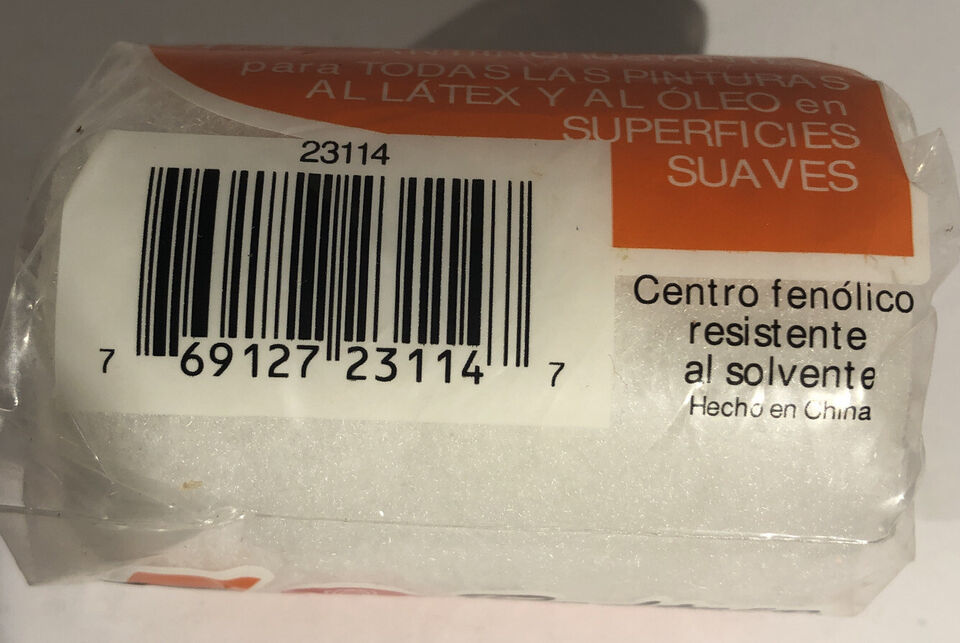 para TODAS LAS PINTURAS
AL LÁTEX Y AL ÓLEO en
SUPERFICIES
SUAVES
23114
7 69127 23114 7
Centro fenólico
resistente
al solvente
Hecho en China